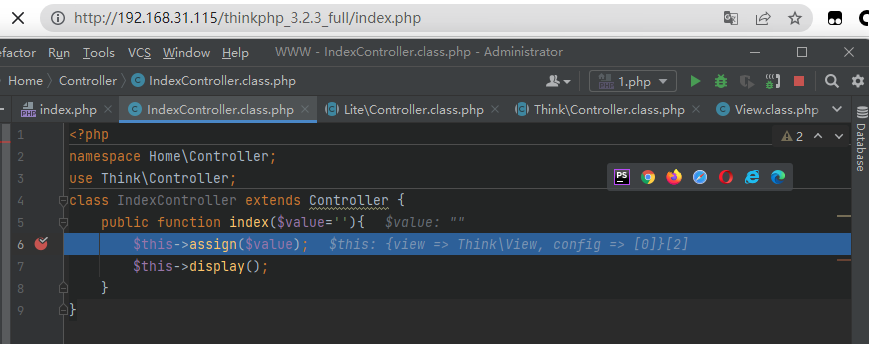 http://192.168.31.115/thinkphp_3.2.3_full/index.php
efactor Run Tools VCS Window Help WWW - IndexController.class.php - Administrator
Home Controller IndexController.class.php 1.php
index.php IndexController.class.php Lite\Controller.class.php Think\Controller.class.php View.class.php
1 <?php
2
2 namespace Home\Controller;
3 use Think\Controller;
PS
4 class IndexController extends Controller {
5 public function index($value=''){ $value: ""
6 $this->assign($value); $this: {view => Think\View, config => [0]}[2]
7 $this->display();
8 }
9 }
Database